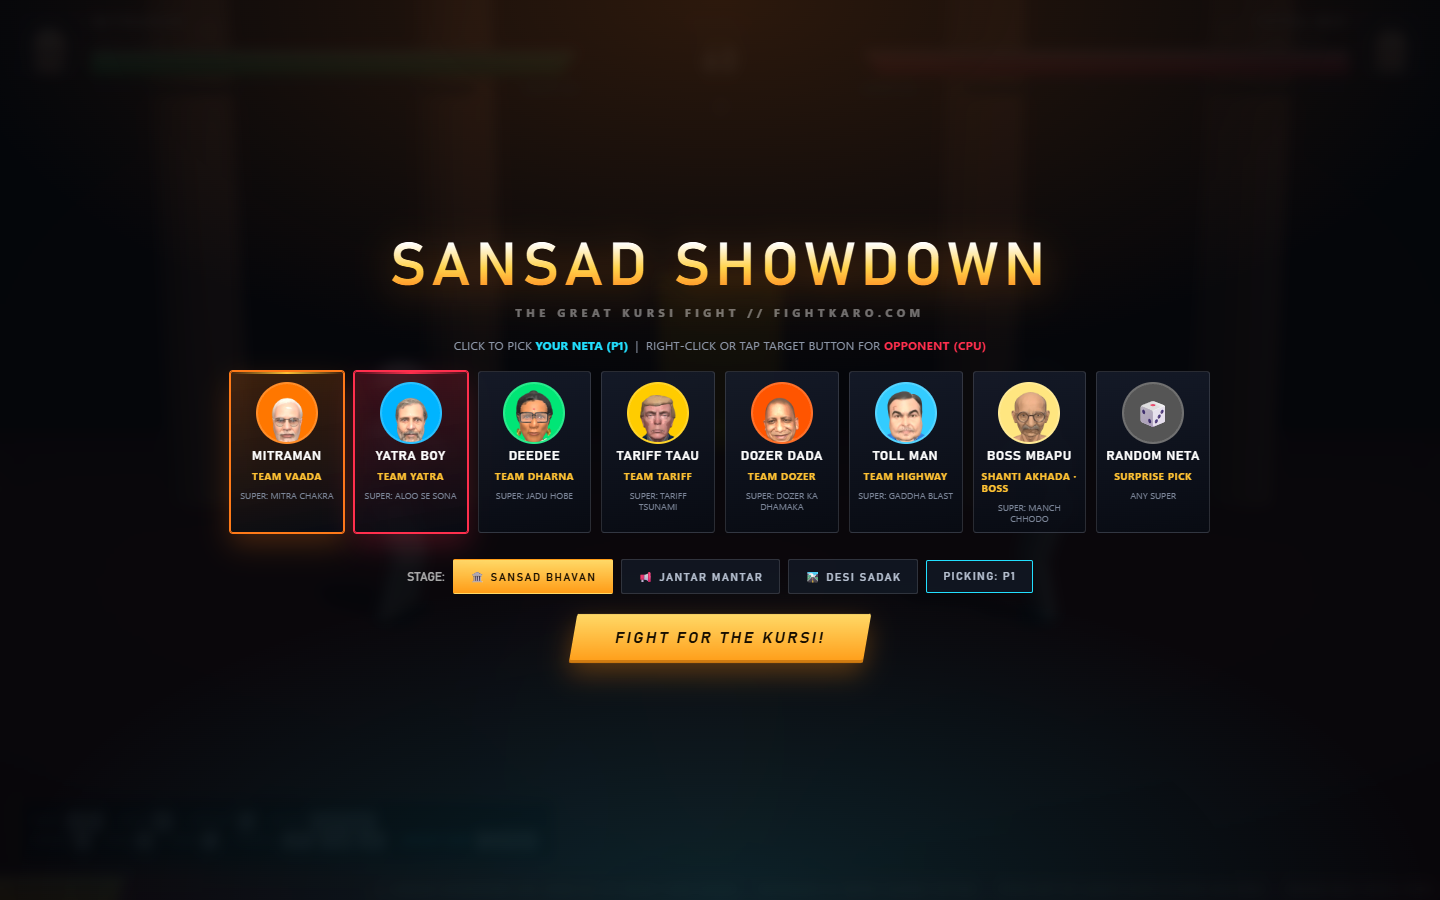 SANSAD SHOWDOWN
THE GREAT KURSI FIGHT // FIGHTKARO.COM
CLICK TO PICK YOUR NETA (P1) | RIGHT-CLICK OR TAP TARGET BUTTON FOR OPPONENT (CPU)
MITRAMAN
TEAM VAADA
SUPER: MITRA CHAKRA
YATRA BOY
TEAM YATRA
SUPER: ALOO SE SONA
DEEDEE
TEAM DHARNA
SUPER: JADU HOBE
TARIFF TAAU
TEAM TARIFF
SUPER: TARIFF
TSUNAMI
DOZER DADA
TEAM DOZER
SUPER: DOZER KA
DHAMAKA
TOLL MAN
TEAM HIGHWAY
SUPER: GADDHA BLAST
BOSS MBAPU
SHANTI AKHADA ·
BOSS
SUPER: MANCH
CHHODO
RANDOM NETA
SURPRISE PICK
ANY SUPER
STAGE:
SANSAD BHAVAN
JANTAR MANTAR
DESI SADAK
PICKING: P1
FIGHT FOR THE KURSI!